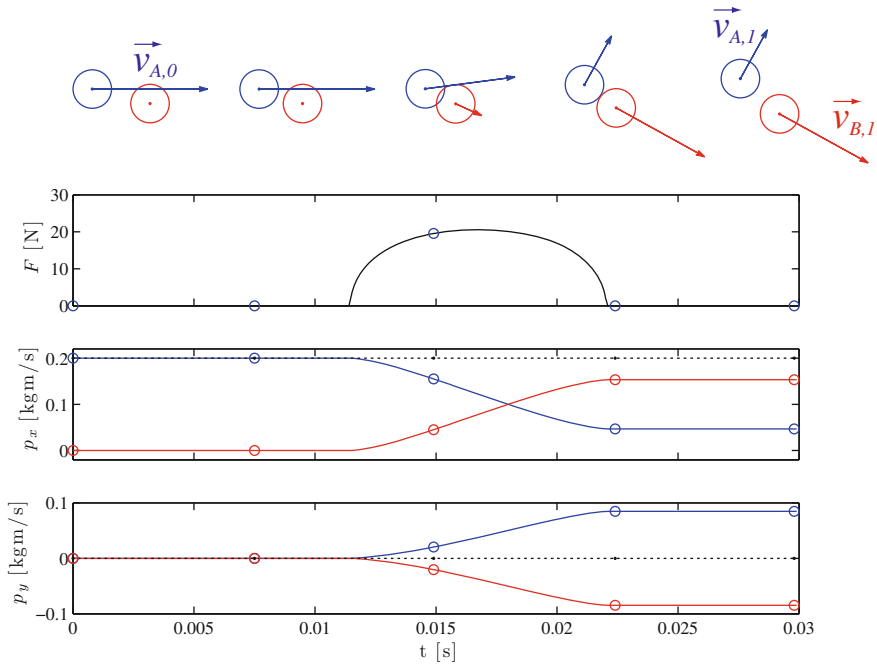 v_{A,0}
v_{A,1}
v_{B,1}
F [N]
30
20
10
0
p_x [kgm/s]
0.2
0.1
0
p_y [kgm/s]
0.1
0
−0.1
0 0.005 0.01 0.015 0.02 0.025 0.03
t [s]